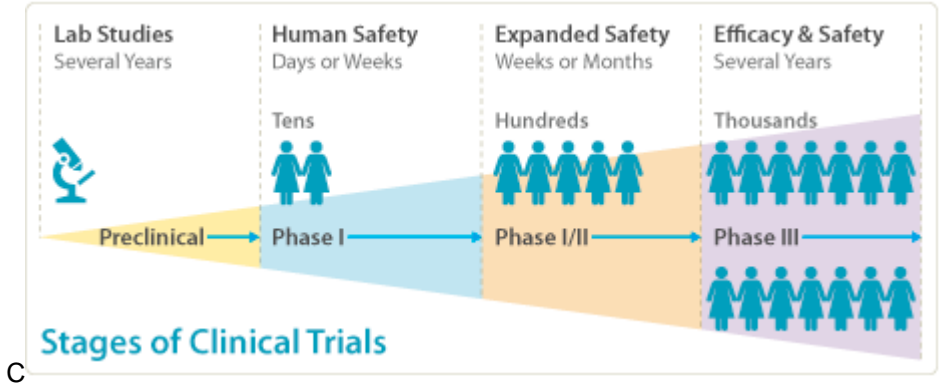 Lab Studies
Several Years
Human Safety
Days or Weeks
Expanded Safety
Weeks or Months
Efficacy & Safety
Several Years
Tens
Hundreds
Thousands
Preclinical
Phase I
Phase I/II
Phase III
Stages of Clinical Trials
C